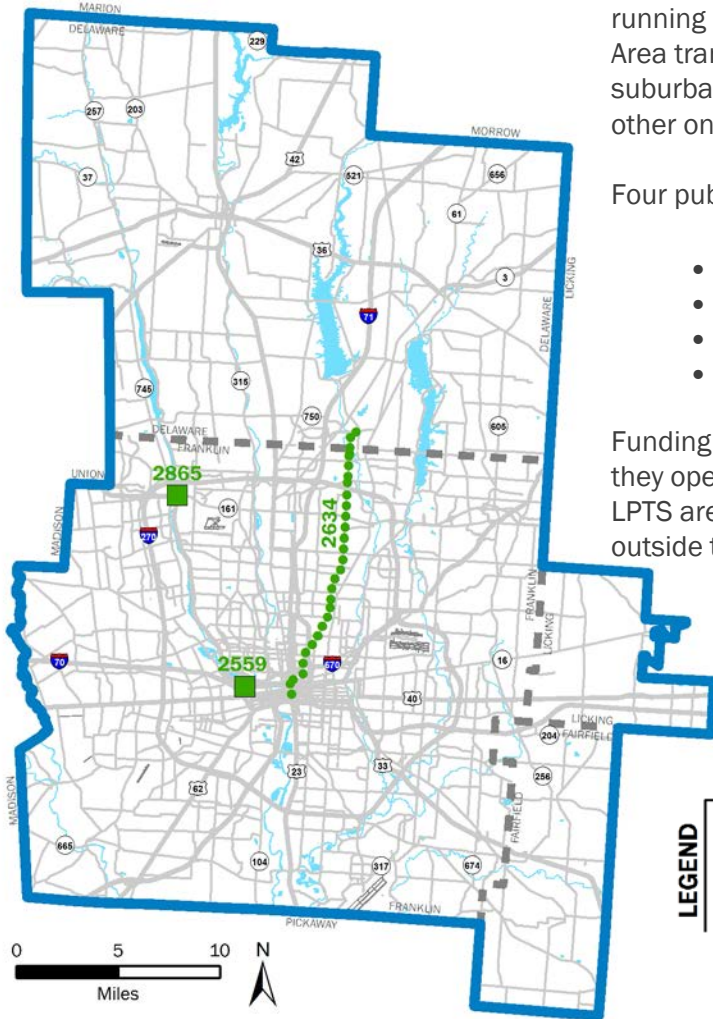 MARION
DELAWARE
229
257
203
42
MORROW
37
521
656
61
36
3
LICKING
DELAWARE
71
745
315
750
605
DELAWARE
FRANKLIN
UNION
2865
161
2634
MADISON
270
FRANKLIN
LICKING
2559
70
670
16
40
LICKING
FAIRFIELD
204
23
33
256
62
MADISON
FAIRFIELD
665
104
317
674
FRANKLIN
PICKAWAY
0 5 10
Miles
N
running
Area tra
suburba
other on
Four pub
•
•
•
•
Funding
they ope
LPTS are
outside t
LEGEND